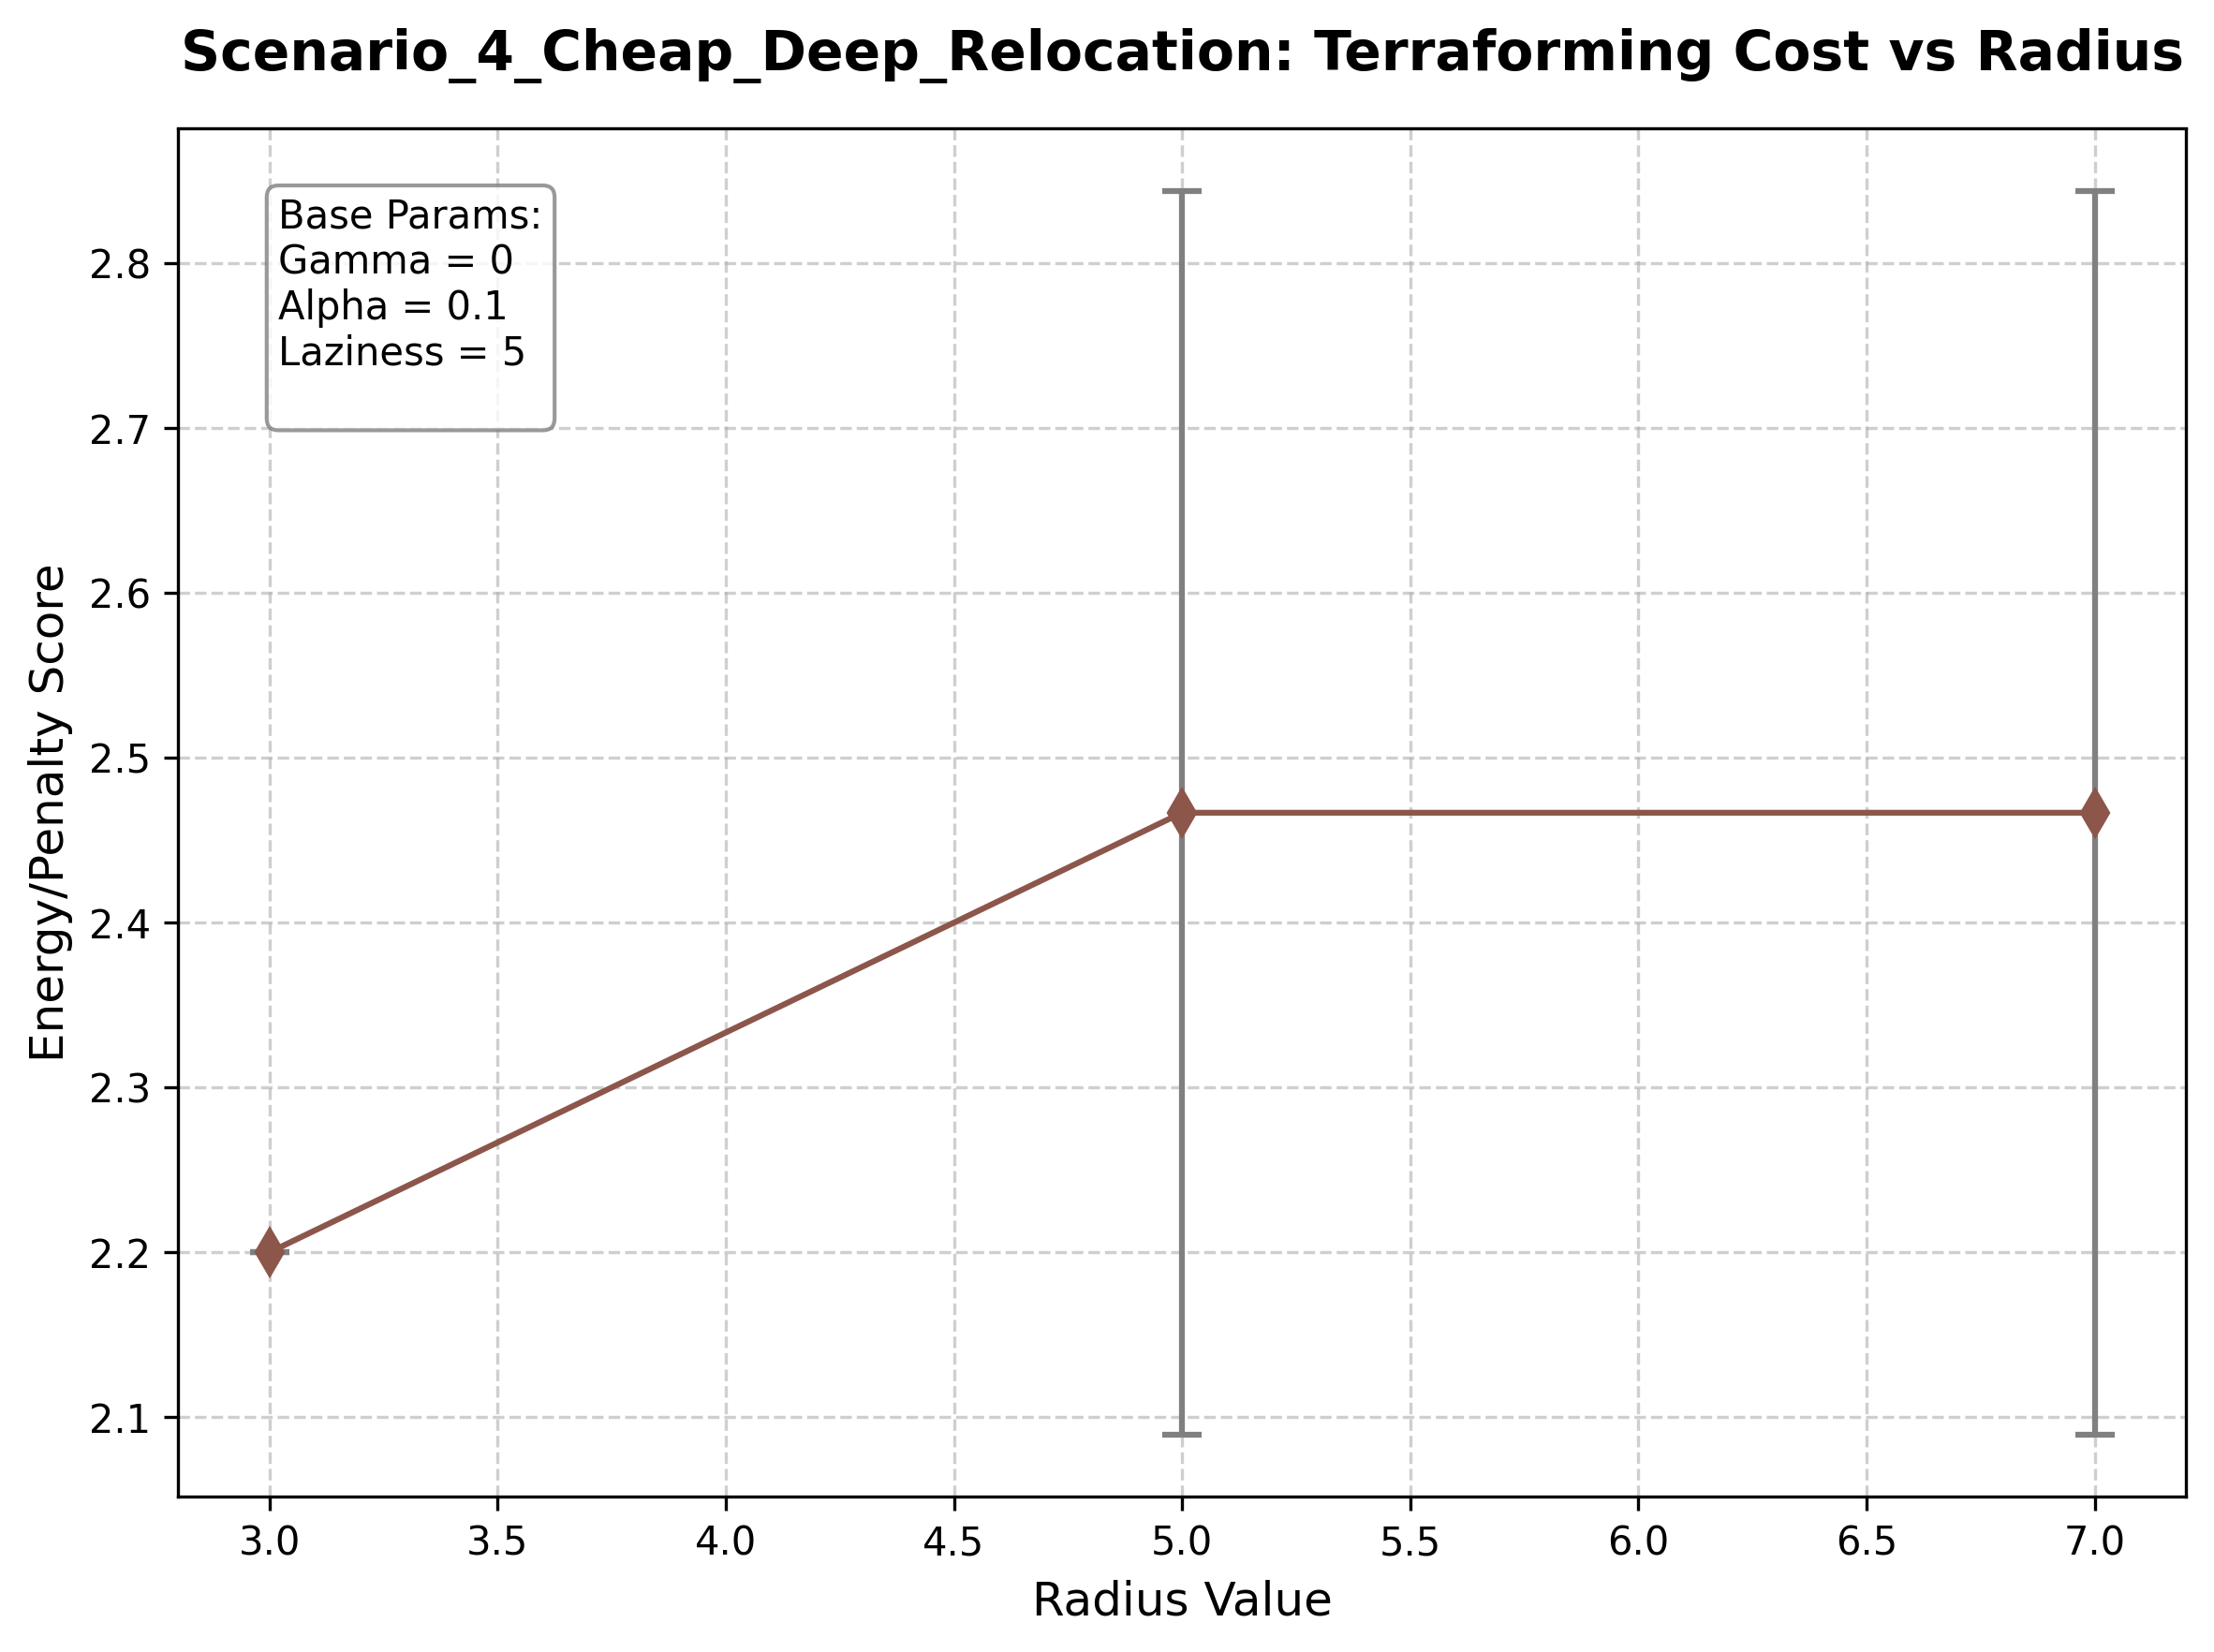 Scenario_4_Cheap_Deep_Relocation: Terraforming Cost vs Radius
Base Params:
Gamma = 0
Alpha = 0.1
Laziness = 5
Energy/Penalty Score
2.8
2.7
2.6
2.5
2.4
2.3
2.2
2.1
3.0 3.5 4.0 4.5 5.0 5.5 6.0 6.5 7.0
Radius Value